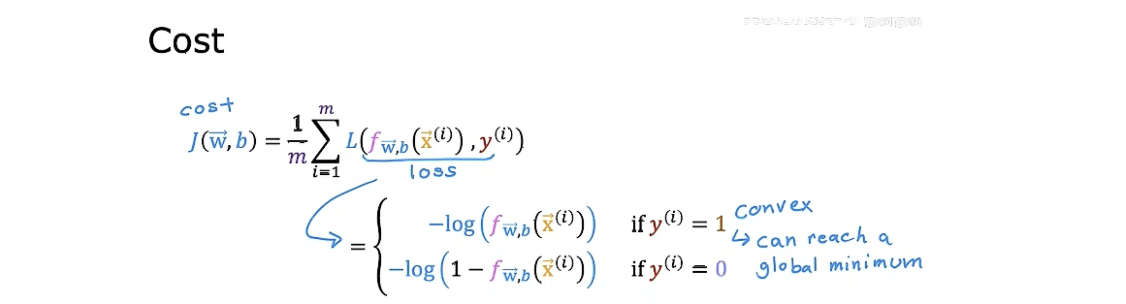 Cost
cost
J(w⃗, b) = 1/m ∑_{i=1}^{m} L(f_{w⃗,b}(x⃗^{(i)}), y^{(i)})
loss
= { −log(f_{w⃗,b}(x⃗^{(i)})) if y^{(i)} = 1
−log(1 − f_{w⃗,b}(x⃗^{(i)})) if y^{(i)} = 0
convex
↳ can reach a
global minimum